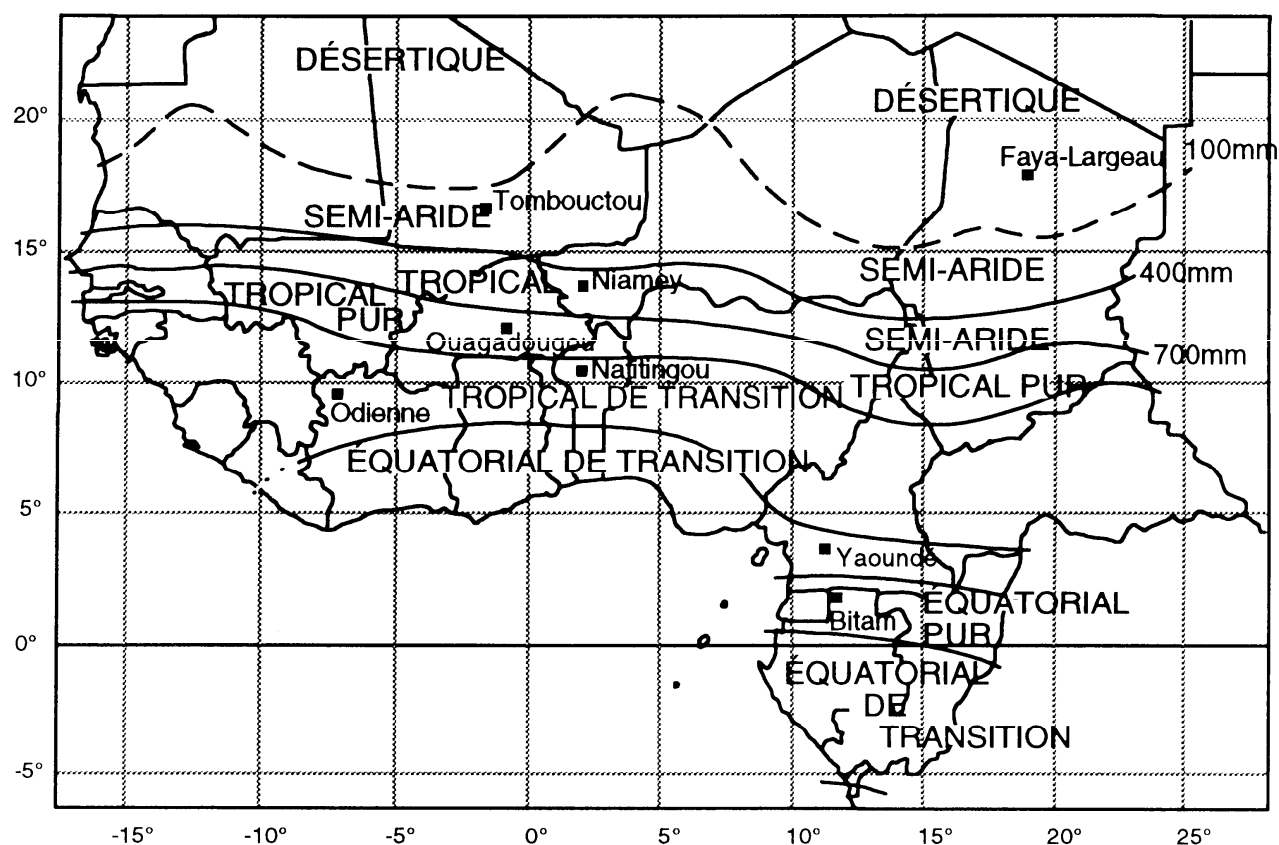 DÉSERTIQUE
DÉSERTIQUE
20°
100mm
Faya-Largeau
Tombouctou
SEMI-ARIDE
15°
SEMI-ARIDE
400mm
TROPICAL
Niamey
TROPICAL
PUR
Ouagadougou
SEMI-ARIDE
700mm
Natitingou
10°
TROPICAL PUR
TROPICAL DE TRANSITION
Odienne
ÉQUATORIAL DE TRANSITION
5°
Yaoundé
ÉQUATORIAL
PUR
Bitam
0°
ÉQUATORIAL
DE
TRANSITION
-5°
-15° -10° -5° 0° 5° 10° 15° 20° 25°